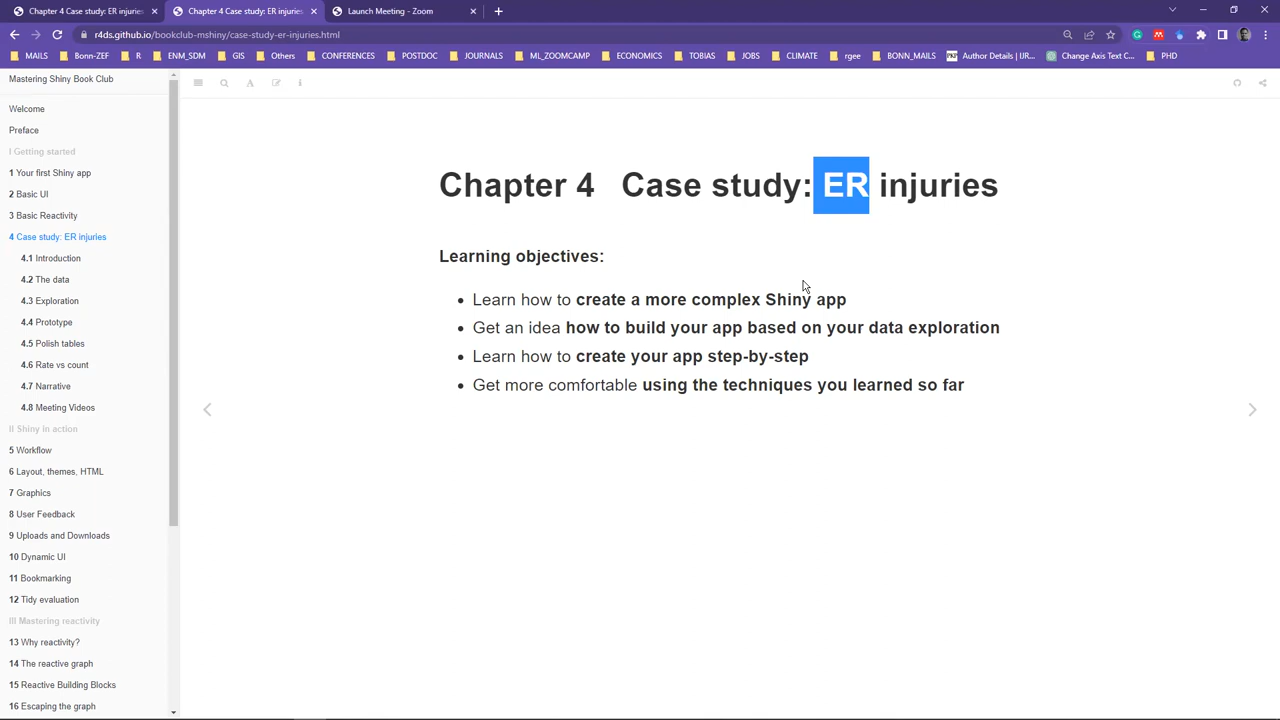 Chapter 4 Case study: ER injuries
Chapter 4 Case study: ER injuries
Launch Meeting - Zoom
r4ds.github.io/bookclub-mshiny/case-study-er-injuries.html
MAILS Bonn-ZEF R ENM_SDM GIS Others CONFERENCES POSTDOC JOURNALS ML_ZOOMCAMP ECONOMICS TOBIAS JOBS CLIMATE rgee BONN_MAILS Author Details | IJR... Change Axis Text C... PHD
Mastering Shiny Book Club
Welcome
Preface
I Getting started
1 Your first Shiny app
2 Basic UI
3 Basic Reactivity
4 Case study: ER injuries
4.1 Introduction
4.2 The data
4.3 Exploration
4.4 Prototype
4.5 Polish tables
4.6 Rate vs count
4.7 Narrative
4.8 Meeting Videos
II Shiny in action
5 Workflow
6 Layout, themes, HTML
7 Graphics
8 User Feedback
9 Uploads and Downloads
10 Dynamic UI
11 Bookmarking
12 Tidy evaluation
III Mastering reactivity
13 Why reactivity?
14 The reactive graph
15 Reactive Building Blocks
16 Escaping the graph
Chapter 4 Case study: ER injuries
Learning objectives:
• Learn how to create a more complex Shiny app
• Get an idea how to build your app based on your data exploration
• Learn how to create your app step-by-step
• Get more comfortable using the techniques you learned so far